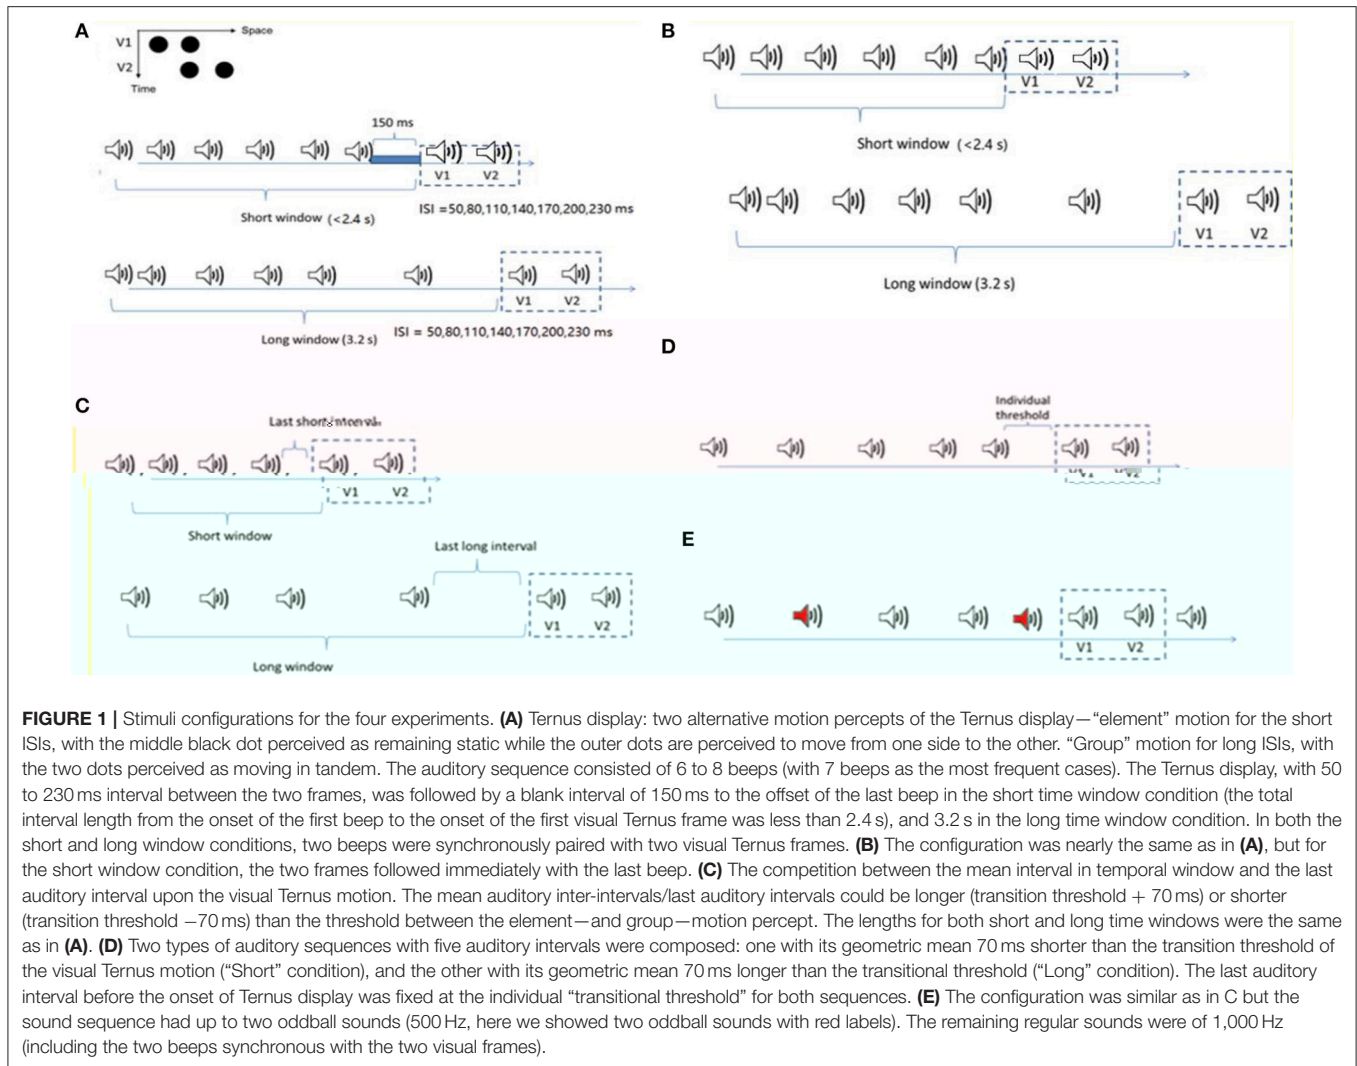 A
Space
V1
V2
Time
150 ms
V1 V2
Short window (<2.4 s)
ISI =50,80,110,140,170,200,230 ms
V1 V2
Long window (3.2 s)
ISI = 50,80,110,140,170,200,230 ms
B
V1 V2
Short window (<2.4 s)
V1 V2
Long window (3.2 s)
C
Last short
V1 V2
Short window
Last long interval
V1 V2
Long window
D
Individual
threshold
E
V1 V2
FIGURE 1 | Stimuli configurations for the four experiments. (A) Ternus display: two alternative motion percepts of the Ternus display—“element” motion for the short
ISIs, with the middle black dot perceived as remaining static while the outer dots are perceived to move from one side to the other. “Group” motion for long ISIs, with
the two dots perceived as moving in tandem. The auditory sequence consisted of 6 to 8 beeps (with 7 beeps as the most frequent cases). The Ternus display, with 50
to 230 ms interval between the two frames, was followed by a blank interval of 150 ms to the offset of the last beep in the short time window condition (the total
interval length from the onset of the first beep to the onset of the first visual Ternus frame was less than 2.4 s), and 3.2 s in the long time window condition. In both the
short and long window conditions, two beeps were synchronously paired with two visual Ternus frames. (B) The configuration was nearly the same as in (A), but for
the short window condition, the two frames followed immediately with the last beep. (C) The competition between the mean interval in temporal window and the last
auditory interval upon the visual Ternus motion. The mean auditory inter-intervals/last auditory intervals could be longer (transition threshold + 70 ms) or shorter
(transition threshold −70 ms) than the threshold between the element—and group—motion percept. The lengths for both short and long time windows were the same
as in (A). (D) Two types of auditory sequences with five auditory intervals were composed: one with its geometric mean 70 ms shorter than the transition threshold of
the visual Ternus motion (“Short” condition), and the other with its geometric mean 70 ms longer than the transitional threshold (“Long” condition). The last auditory
interval before the onset of Ternus display was fixed at the individual “transitional threshold” for both sequences. (E) The configuration was similar as in C but the
sound sequence had up to two oddball sounds (500 Hz, here we showed two oddball sounds with red labels). The remaining regular sounds were of 1,000 Hz
(including the two beeps synchronous with the two visual frames).